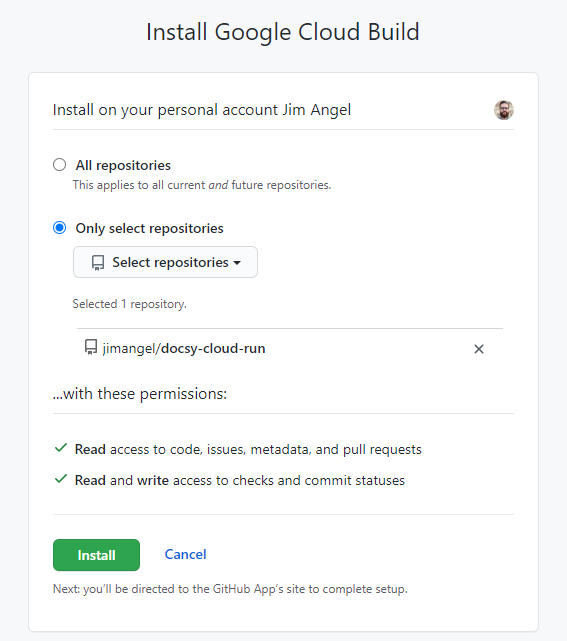 Install Google Cloud Build
Install on your personal account Jim Angel
All repositories
This applies to all current and future repositories.
Only select repositories
Select repositories
Selected 1 repository.
jimangel/docsy-cloud-run
...with these permissions:
Read access to code, issues, metadata, and pull requests
Read and write access to checks and commit statuses
Install Cancel
Next: you'll be directed to the GitHub App's site to complete setup.